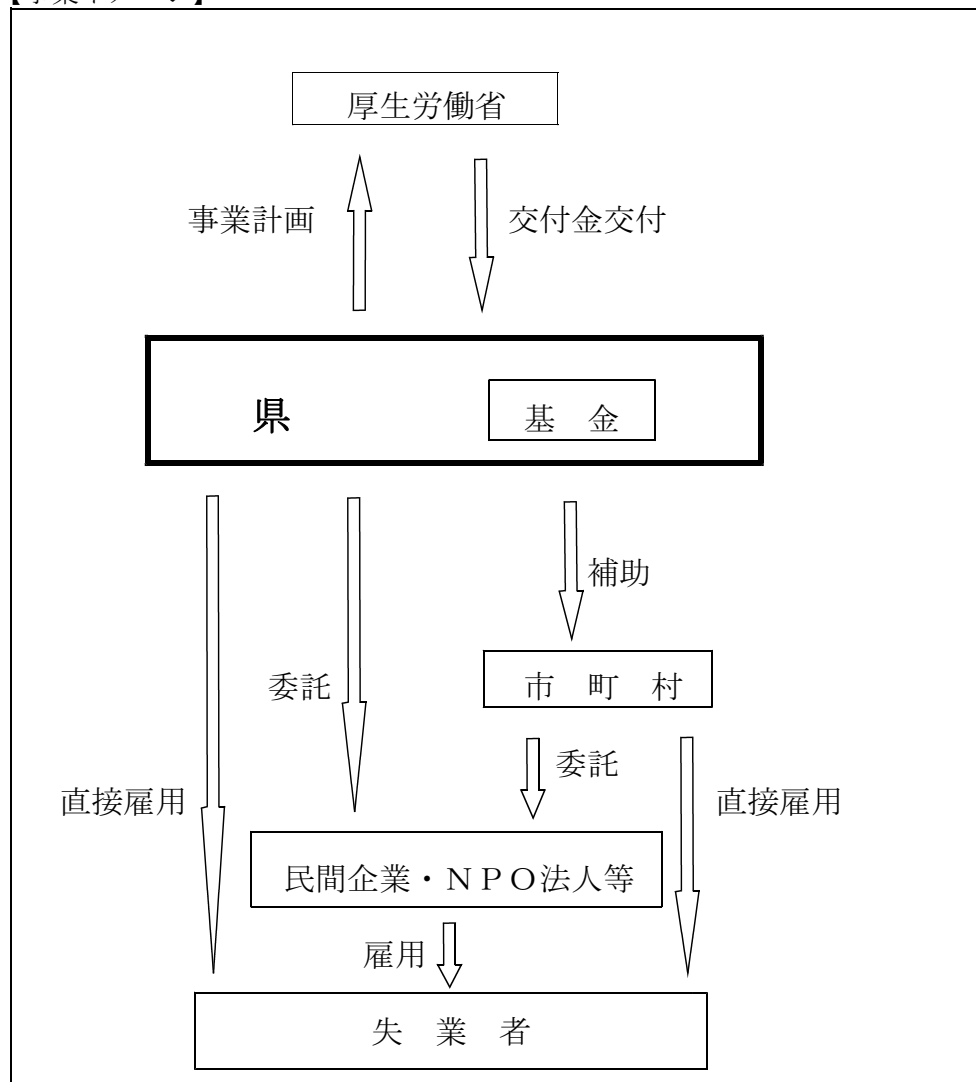 厚生労働省
事業計画
交付金交付
県
基　金
補助
市　町　村
委託
委託
直接雇用
直接雇用
民間企業・ＮＰＯ法人等
雇用
失　業　者